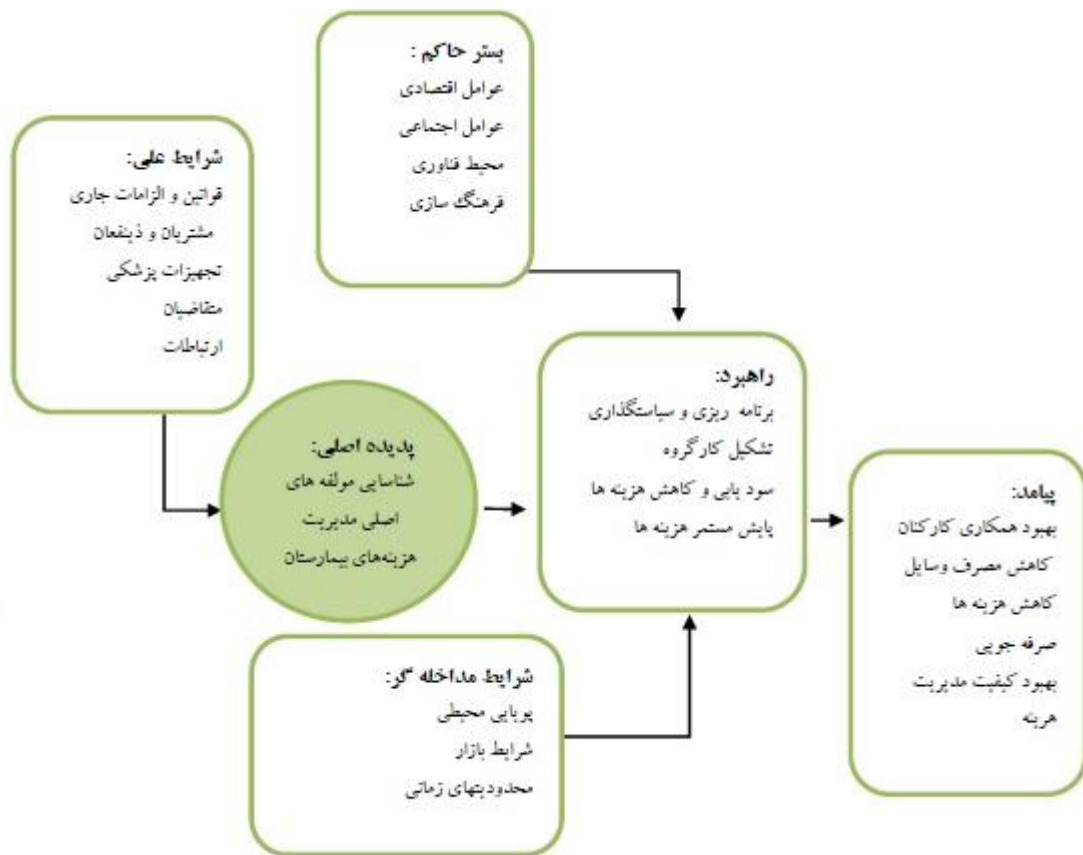 بستر حاکم :
عوامل اقتصادی
عوامل اجتماعی
محیط فناوری
فرهنگ سازی
شرایط علی:
قوانین و الزامات جاری
مشتریان و ذینفعان
تجهیزات پزشکی
متقاضیان
ارتباطات
پدیده اصلی:
شناسایی مولفه های
اصلی مدیریت
هزینه‌های بیمارستان
راهبرد:
برنامه ریزی و سیاستگذاری
تشکیل کارگروه
سود یابی و کاهش هزینه ها
پایش مستمر هزینه ها
شرایط مداخله گر:
پویایی محیطی
شرایط بازار
محدودیتهای زمانی
پیامد:
بهبود همکاری کارکنان
کاهش مصرف وسایل
کاهش هزینه ها
صرفه جویی
بهبود کیفیت مدیریت
هزینه